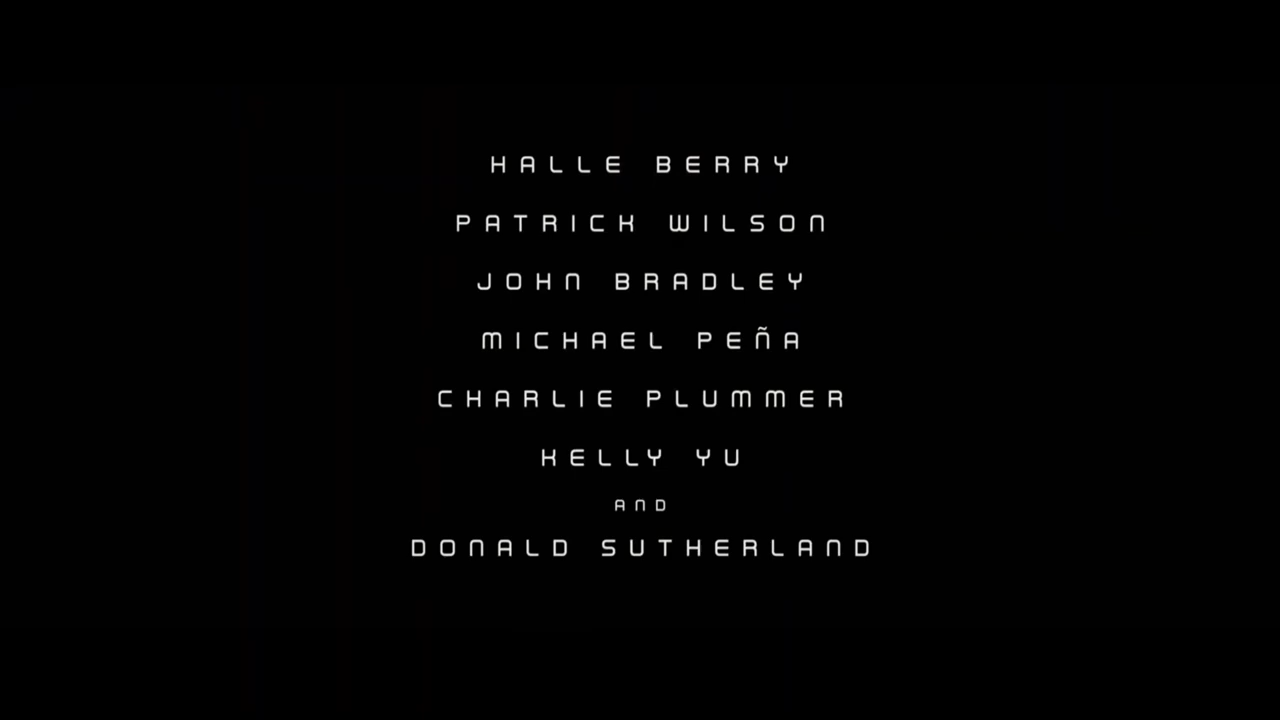 HALLE BERRY
PATRICK WILSON
JOHN BRADLEY
MICHAEL PEÑA
CHARLIE PLUMMER
KELLY YU
AND
DONALD SUTHERLAND